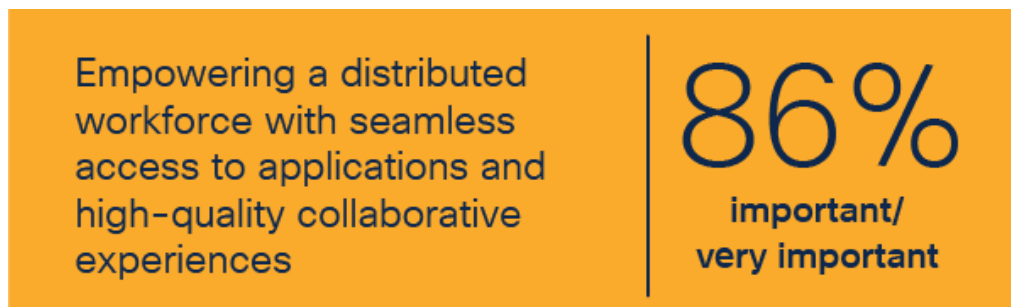 Empowering a distributed
workforce with seamless
access to applications and
high-quality collaborative
experiences
86%
important/
very important